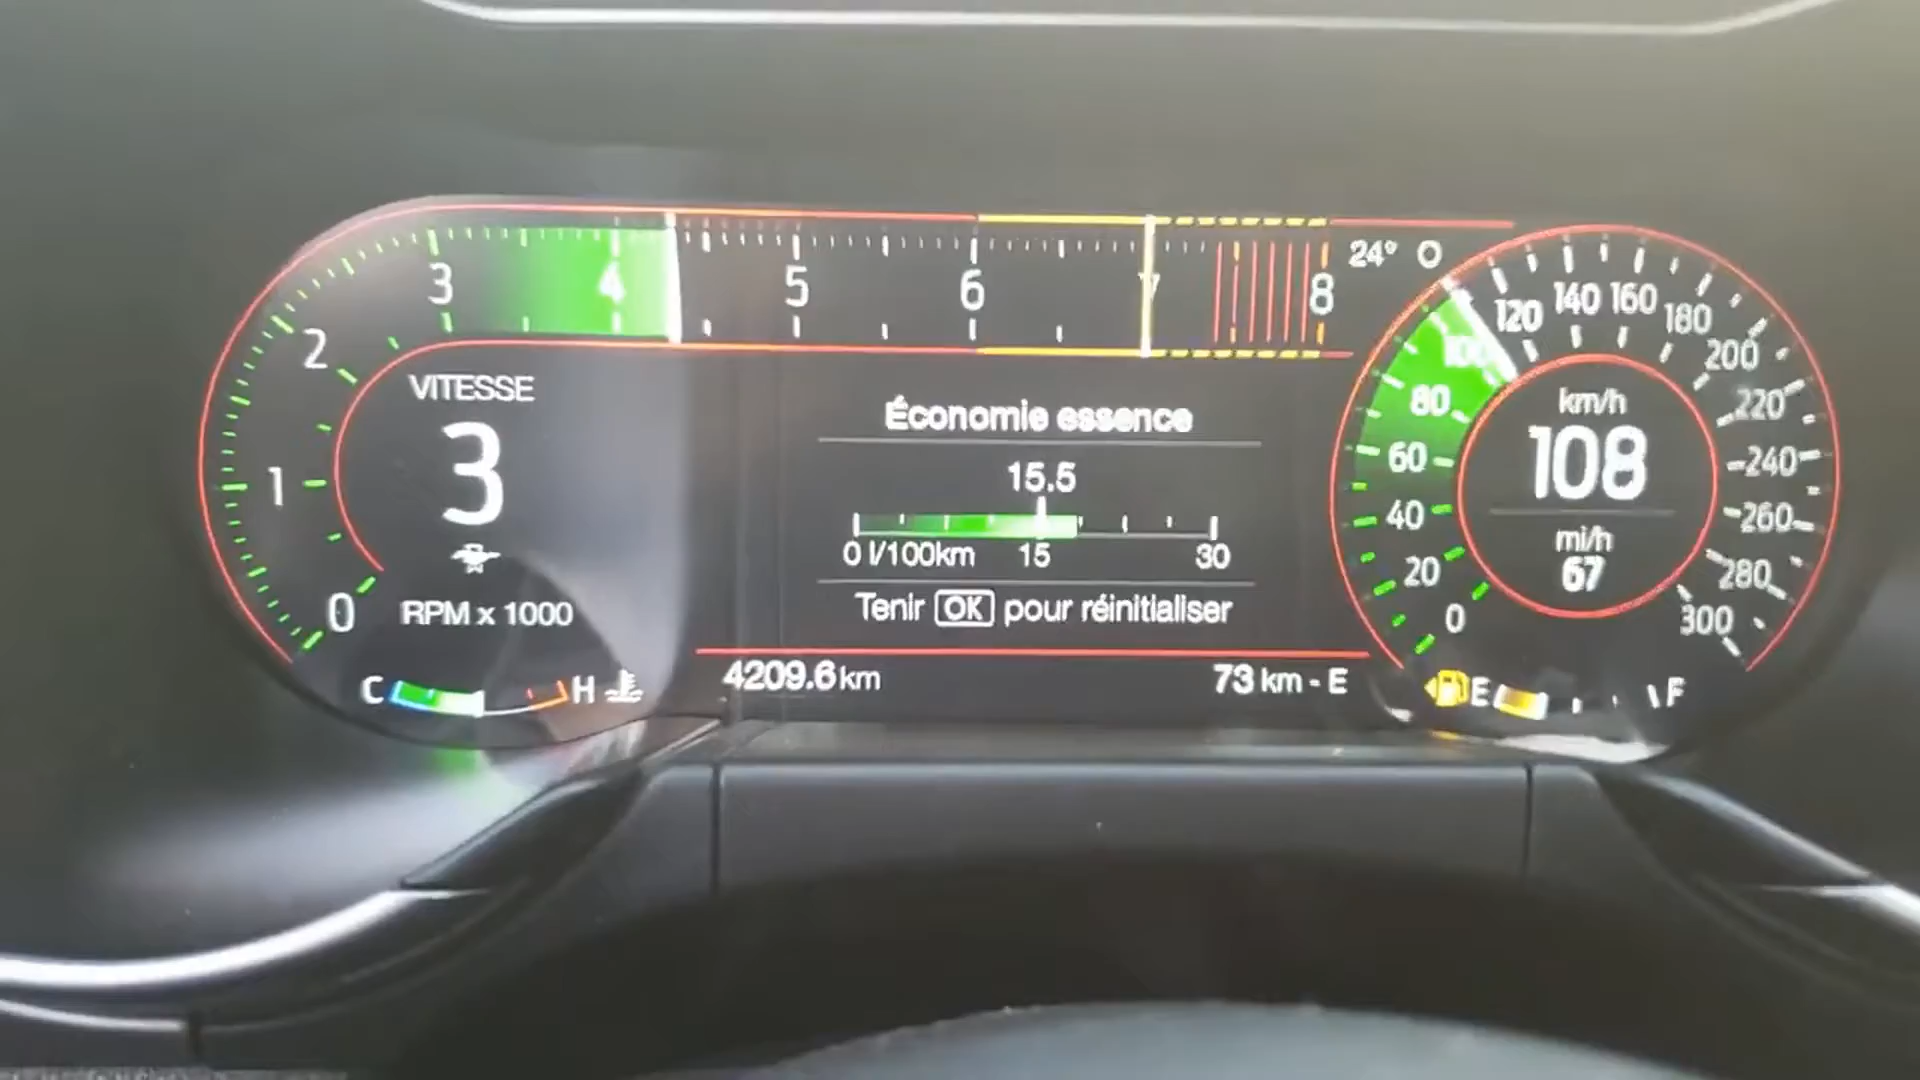 3 4 5 6 7 8
24° O
2
1
0
VITESSE
3
RPM x 1000
C H
Économie essence
15.5
0 l/100km 15 30
Tenir OK pour réinitialiser
4209.6 km 73 km - E
0 20 40 60 80 100 120 140 160 180 200 220 240 260 280 300
km/h
108
mi/h
67
E F